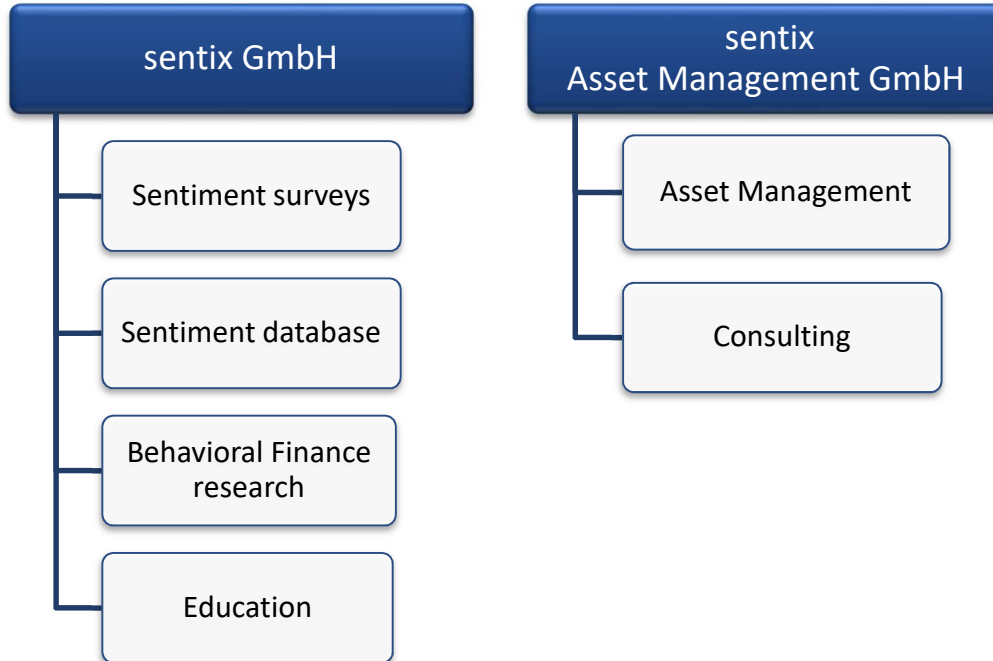 sentix GmbH
Sentiment surveys
Sentiment database
Behavioral Finance
research
Education
sentix
Asset Management GmbH
Asset Management
Consulting